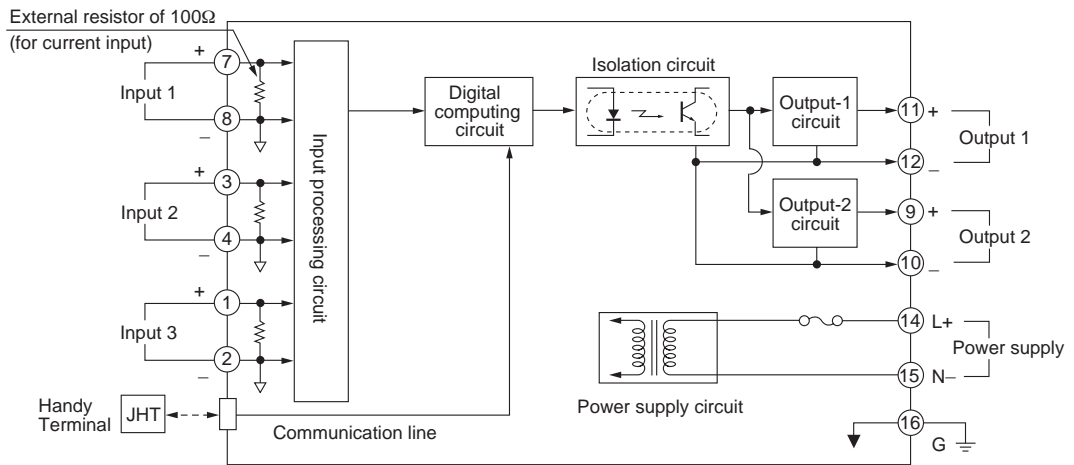 External resistor of 100Ω
(for current input)
+
7
Input 1
8
−
+
3
Input 2
4
−
+
1
Input 3
2
−
Input processing circuit
Digital
computing
circuit
Isolation circuit
Output-1
circuit
11
+
Output 1
12
−
Output-2
circuit
9
+
Output 2
10
−
14
L+
Power supply
15
N−
Power supply circuit
16
G
Handy
Terminal
JHT
Communication line